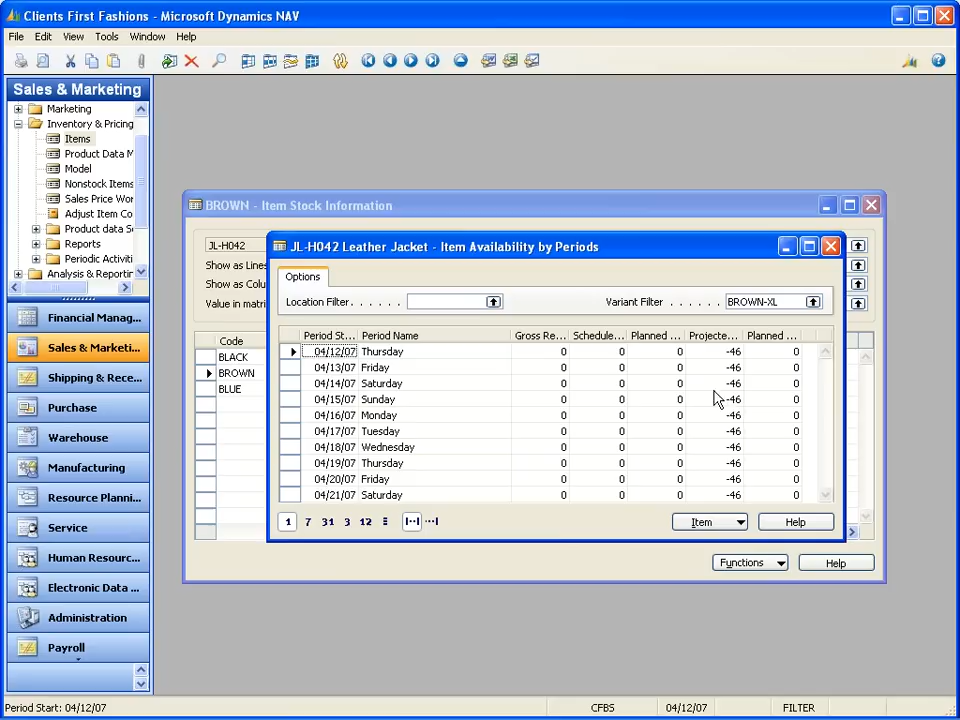 Clients First Fashions - Microsoft Dynamics NAV
File Edit View Tools Window Help
Sales & Marketing
Marketing
Inventory & Pricing
Items
Product Data M
Model
Nonstock Items
Sales Price Wor
Adjust Item Co
Product data S
Reports
Periodic Activiti
Analysis & Reportin
Financial Manag...
Sales & Marketi...
Shipping & Rece...
Purchase
Warehouse
Manufacturing
Resource Planni...
Service
Human Resourc...
Electronic Data ...
Administration
Payroll
BROWN - Item Stock Information
JL-H042
Show as Lines
Show as Colu
Value in matri
Code
BLACK
BROWN
BLUE
JL-H042 Leather Jacket - Item Availability by Periods
Options
Location Filter. . . . . .
Variant Filter . . . . . . BROWN-XL
Period St... Period Name Gross Re... Schedule... Planned ... Projecte... Planned ...
04/12/07 Thursday 0 0 0 -46 0
04/13/07 Friday 0 0 0 -46 0
04/14/07 Saturday 0 0 0 -46 0
04/15/07 Sunday 0 0 0 -46 0
04/16/07 Monday 0 0 0 -46 0
04/17/07 Tuesday 0 0 0 -46 0
04/18/07 Wednesday 0 0 0 -46 0
04/19/07 Thursday 0 0 0 -46 0
04/20/07 Friday 0 0 0 -46 0
04/21/07 Saturday 0 0 0 -46 0
1 7 31 3 12
Item Help
Functions Help
Period Start: 04/12/07 CFBS 04/12/07 FILTER